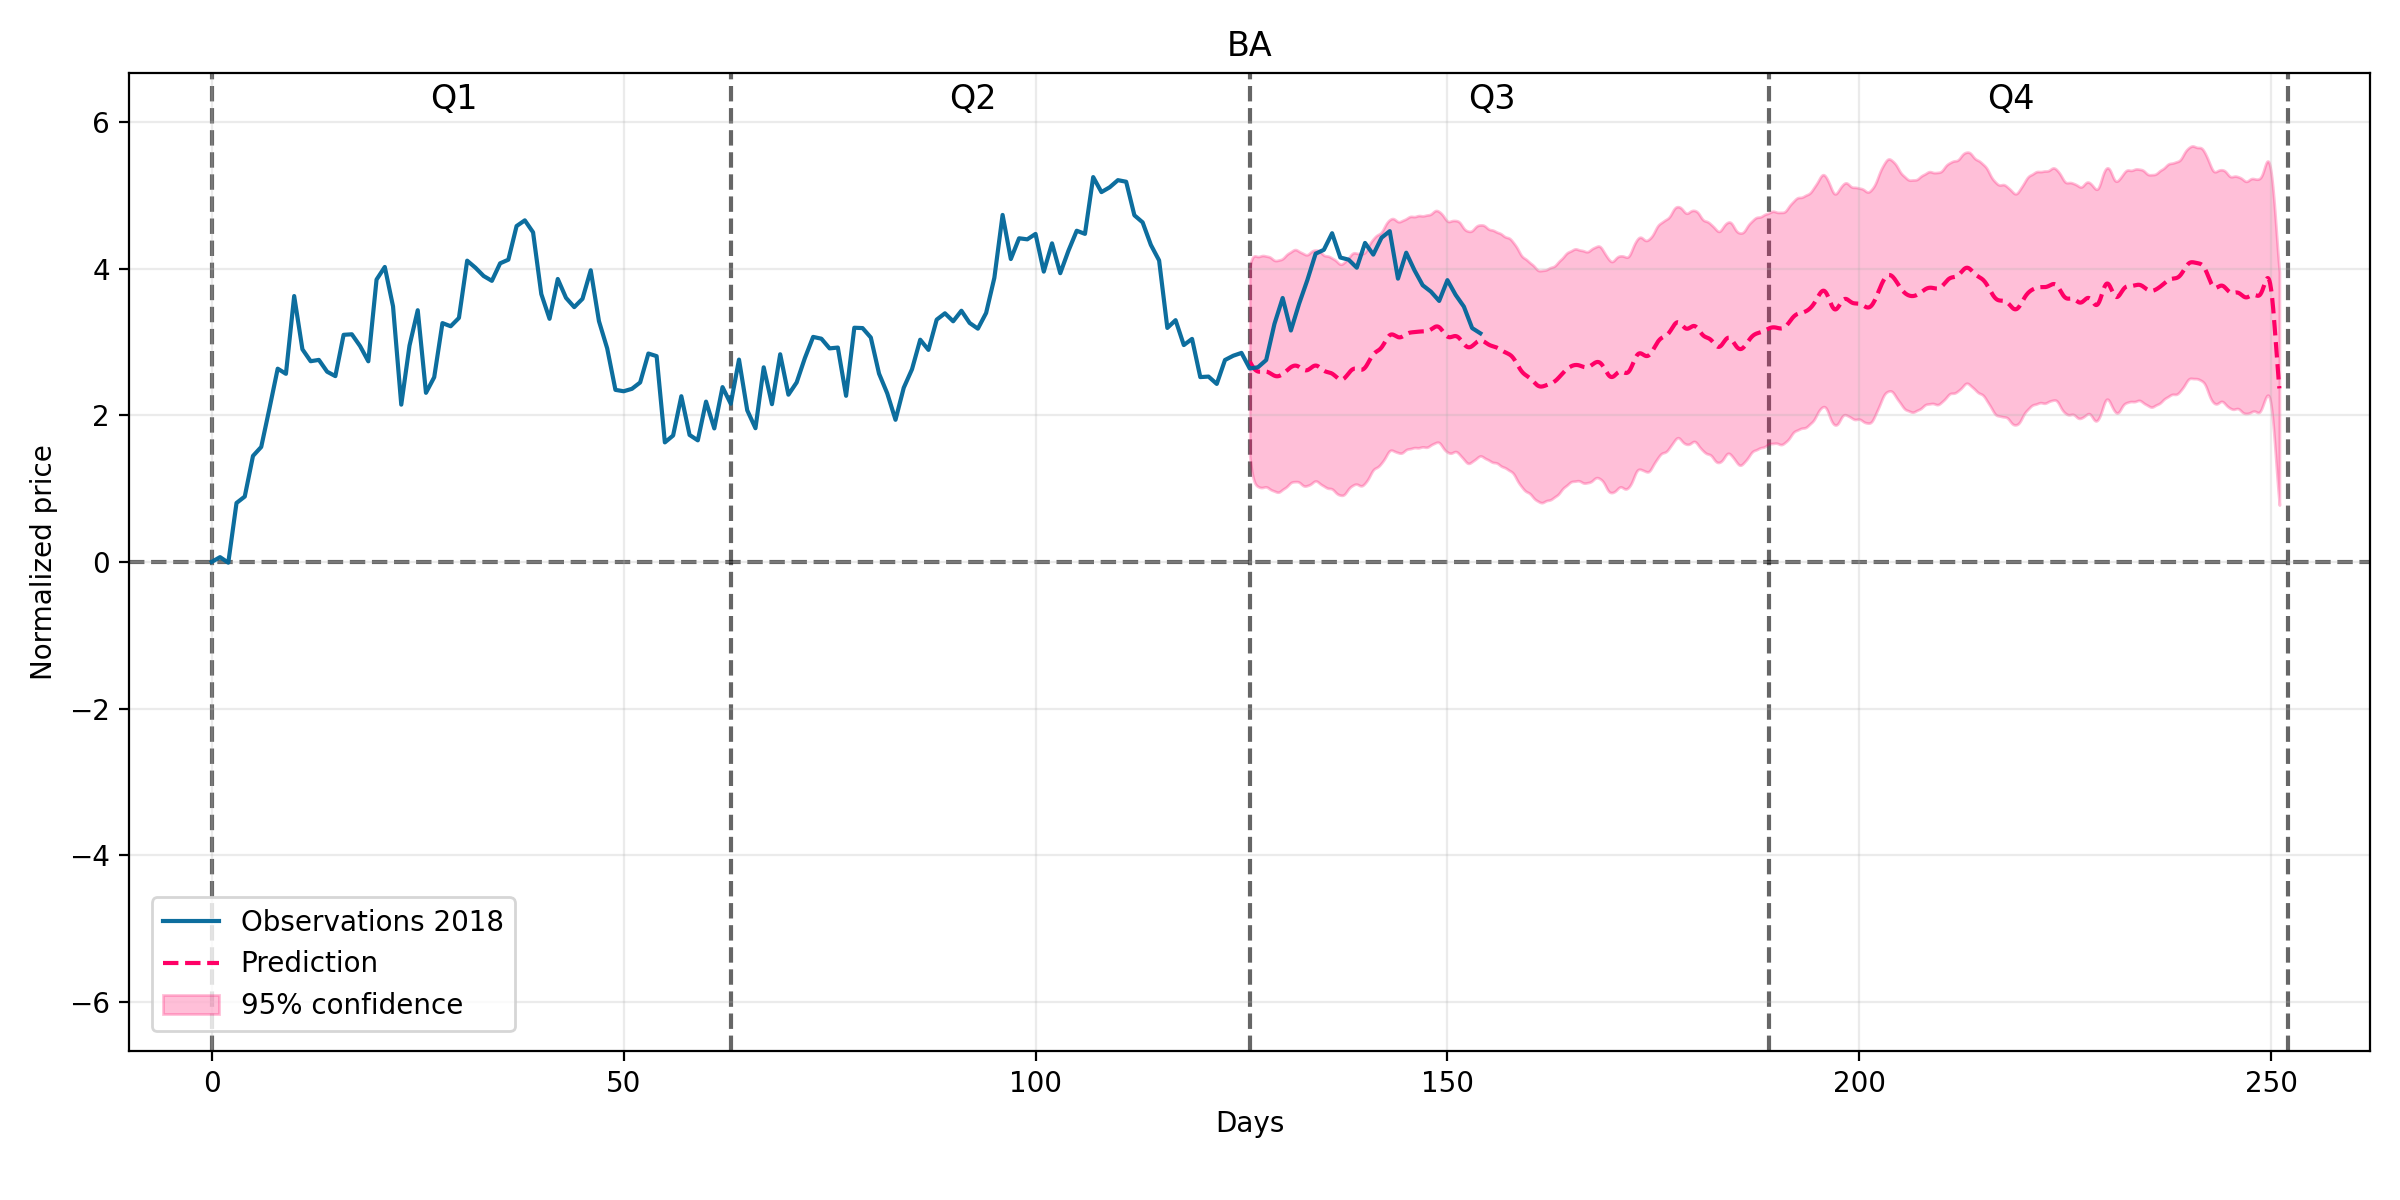 BA
Q1 Q2 Q3 Q4
6
4
2
0
−2
−4
−6
Normalized price
Observations 2018
Prediction
95% confidence
0 50 100 150 200 250
Days